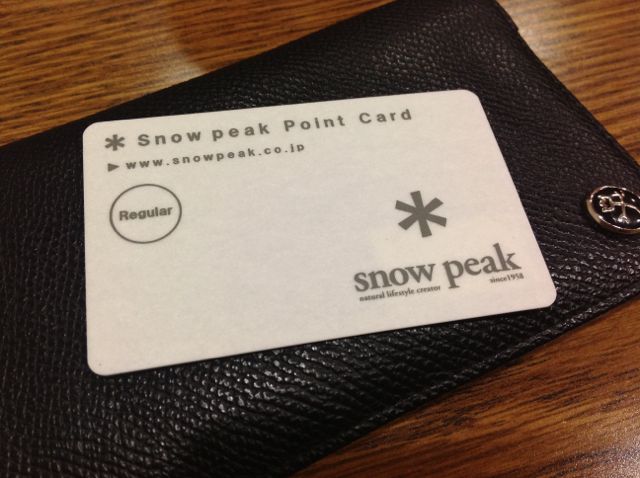 * Snow peak Point Card
▶ www.snowpeak.co.jp
Regular
*
snow peak
natural lifestyle creator since1958